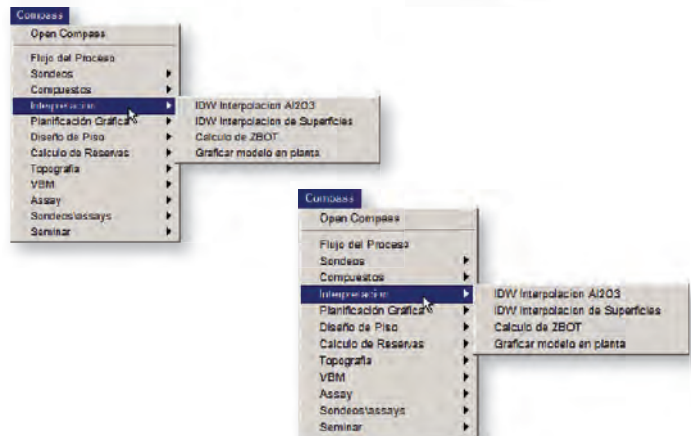 Compass
Open Compass
Flujo del Proceso
Sondeos
Compuestos
Interpretacion
Planificación Grafica
Diseño de Piso
Calculo de Reservas
Topografia
VBM
Assay
Sondeos\assays
Seminar
IDW Interpolacion Al2O3
IDW Interpolacion de Superficies
Calculo de ZBOT
Graficar modelo en planta
Compass
Open Compass
Flujo del Proceso
Sondeos
Compuestos
Interpretacion
Planificación Grafica
Diseño de Piso
Calculo de Reservas
Topografia
VBM
Assay
Sondeos\assays
Seminar
IDW Interpolacion Al2O3
IDW Interpolacion de Superficies
Calculo de ZBOT
Graficar modelo en planta